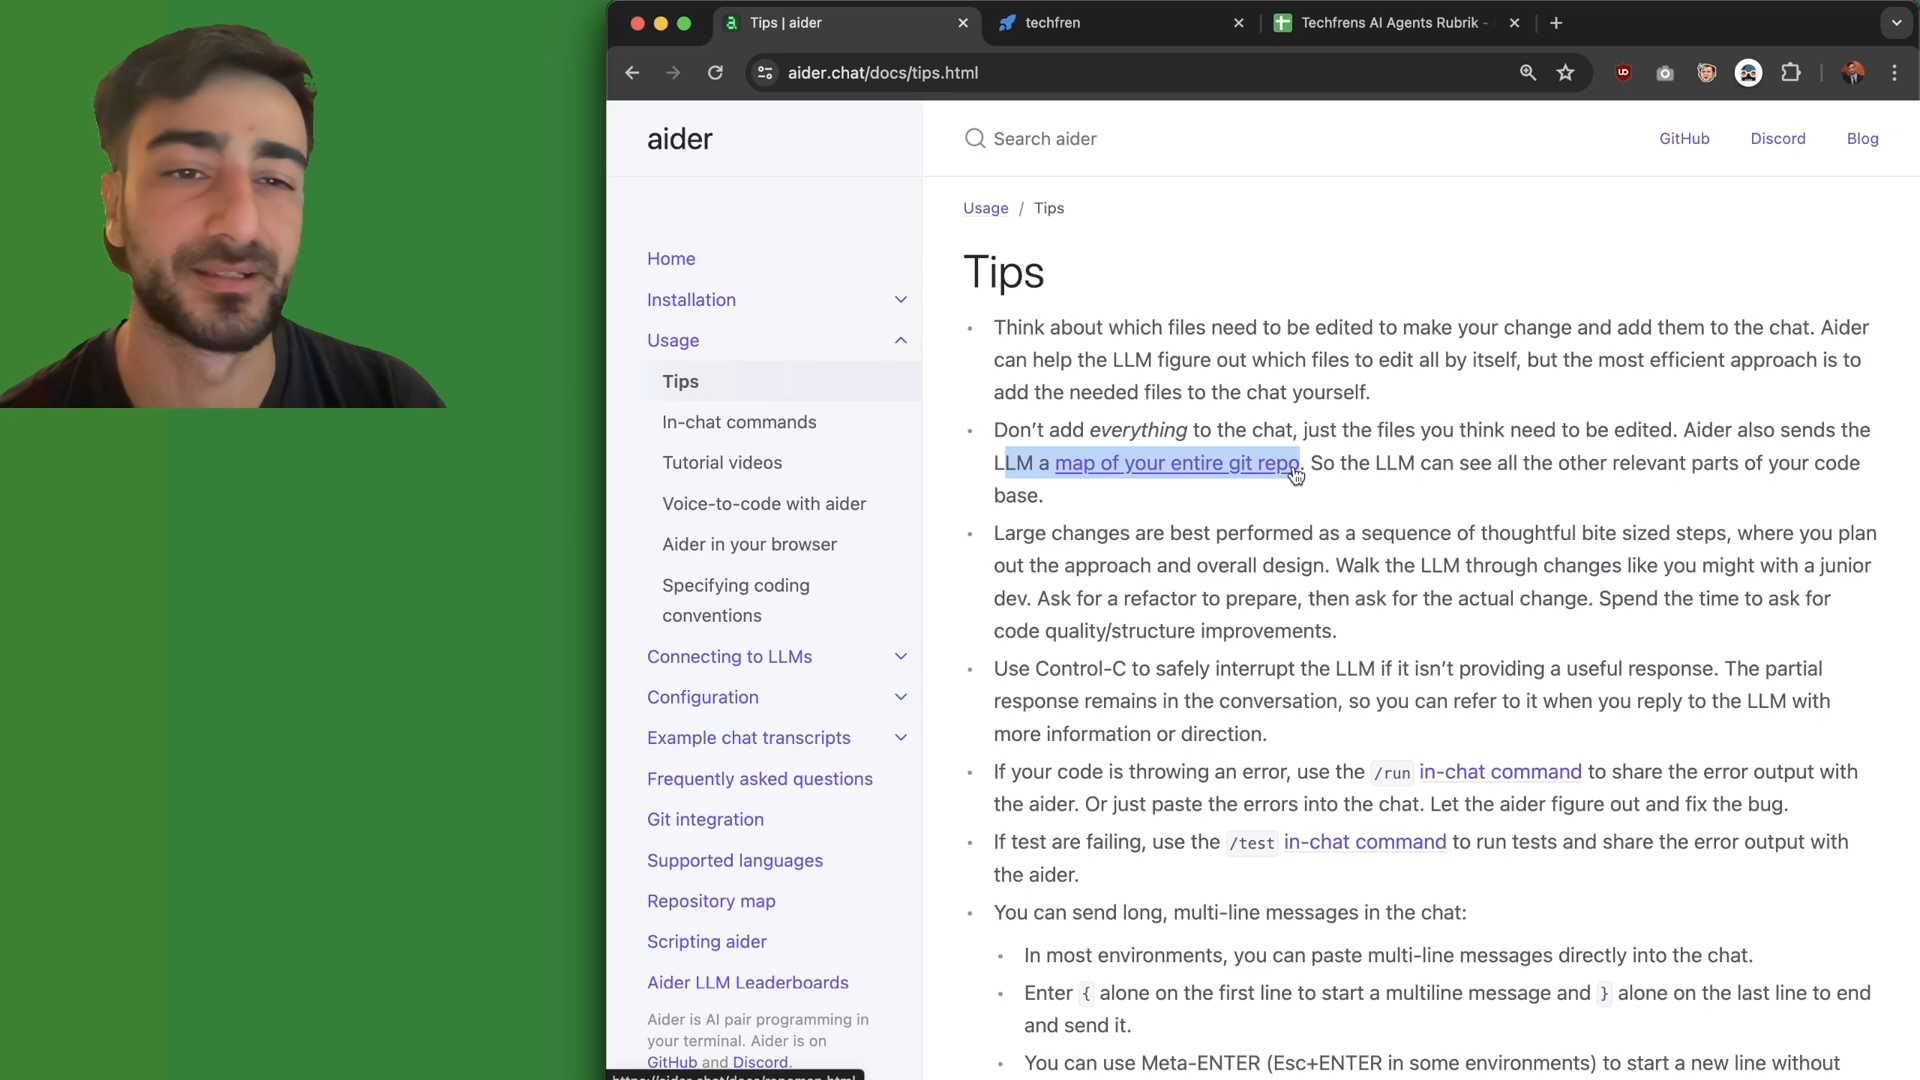 Tips | aider
techfren
Techfrens AI Agents Rubrik -
aider.chat/docs/tips.html
UD
aider
Search aider
GitHub
Discord
Blog
Usage / Tips
Home
Installation
Usage
Tips
In-chat commands
Tutorial videos
Voice-to-code with aider
Aider in your browser
Specifying coding
conventions
Connecting to LLMs
Configuration
Example chat transcripts
Frequently asked questions
Git integration
Supported languages
Repository map
Scripting aider
Aider LLM Leaderboards
Aider is AI pair programming in
your terminal. Aider is on
GitHub and Discord.
https://aider.chat/docs/repomap.html
Tips
• Think about which files need to be edited to make your change and add them to the chat. Aider
can help the LLM figure out which files to edit all by itself, but the most efficient approach is to
add the needed files to the chat yourself.
• Don’t add everything to the chat, just the files you think need to be edited. Aider also sends the
LLM a map of your entire git repo. So the LLM can see all the other relevant parts of your code
base.
• Large changes are best performed as a sequence of thoughtful bite sized steps, where you plan
out the approach and overall design. Walk the LLM through changes like you might with a junior
dev. Ask for a refactor to prepare, then ask for the actual change. Spend the time to ask for
code quality/structure improvements.
• Use Control-C to safely interrupt the LLM if it isn’t providing a useful response. The partial
response remains in the conversation, so you can refer to it when you reply to the LLM with
more information or direction.
• If your code is throwing an error, use the /run in-chat command to share the error output with
the aider. Or just paste the errors into the chat. Let the aider figure out and fix the bug.
• If test are failing, use the /test in-chat command to run tests and share the error output with
the aider.
• You can send long, multi-line messages in the chat:
• In most environments, you can paste multi-line messages directly into the chat.
• Enter { alone on the first line to start a multiline message and } alone on the last line to end
and send it.
• You can use Meta-ENTER (Esc+ENTER in some environments) to start a new line without